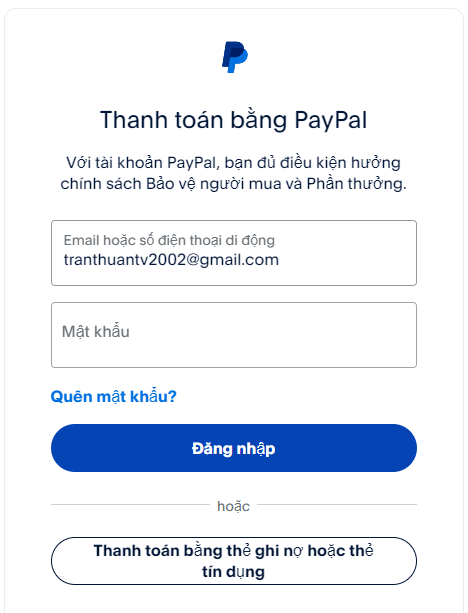 Thanh toán bằng PayPal
Với tài khoản PayPal, bạn đủ điều kiện hưởng
chính sách Bảo vệ người mua và Phần thưởng.
Email hoặc số điện thoại di động
tranthuantv2002@gmail.com
Mật khẩu
Quên mật khẩu?
Đăng nhập
hoặc
Thanh toán bằng thẻ ghi nợ hoặc thẻ
tín dụng